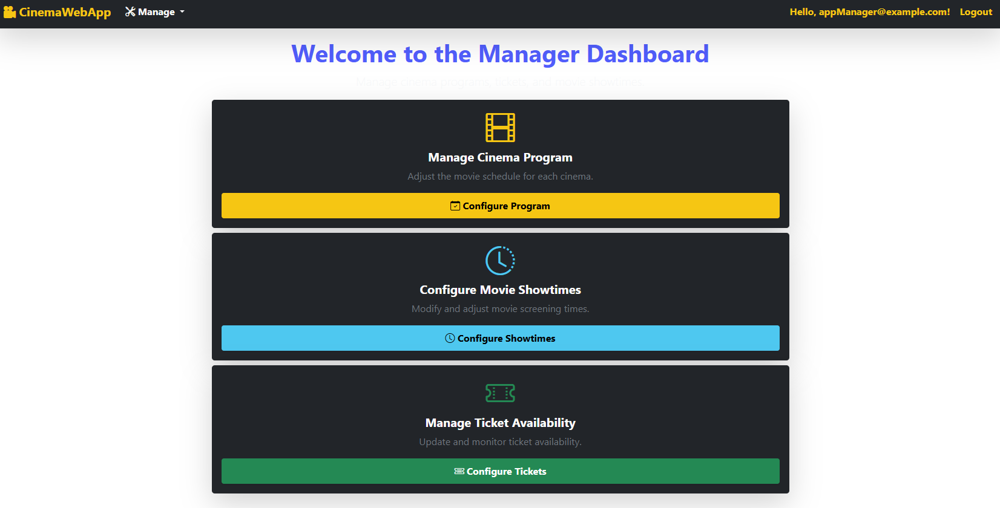 CinemaWebApp Manage Hello, appManager@example.com! Logout
Welcome to the Manager Dashboard
Manage cinema programs, tickets, and movie showtimes.
Manage Cinema Program
Adjust the movie schedule for each cinema.
Configure Program
Configure Movie Showtimes
Modify and adjust movie screening times.
Configure Showtimes
Manage Ticket Availability
Update and monitor ticket availability.
Configure Tickets